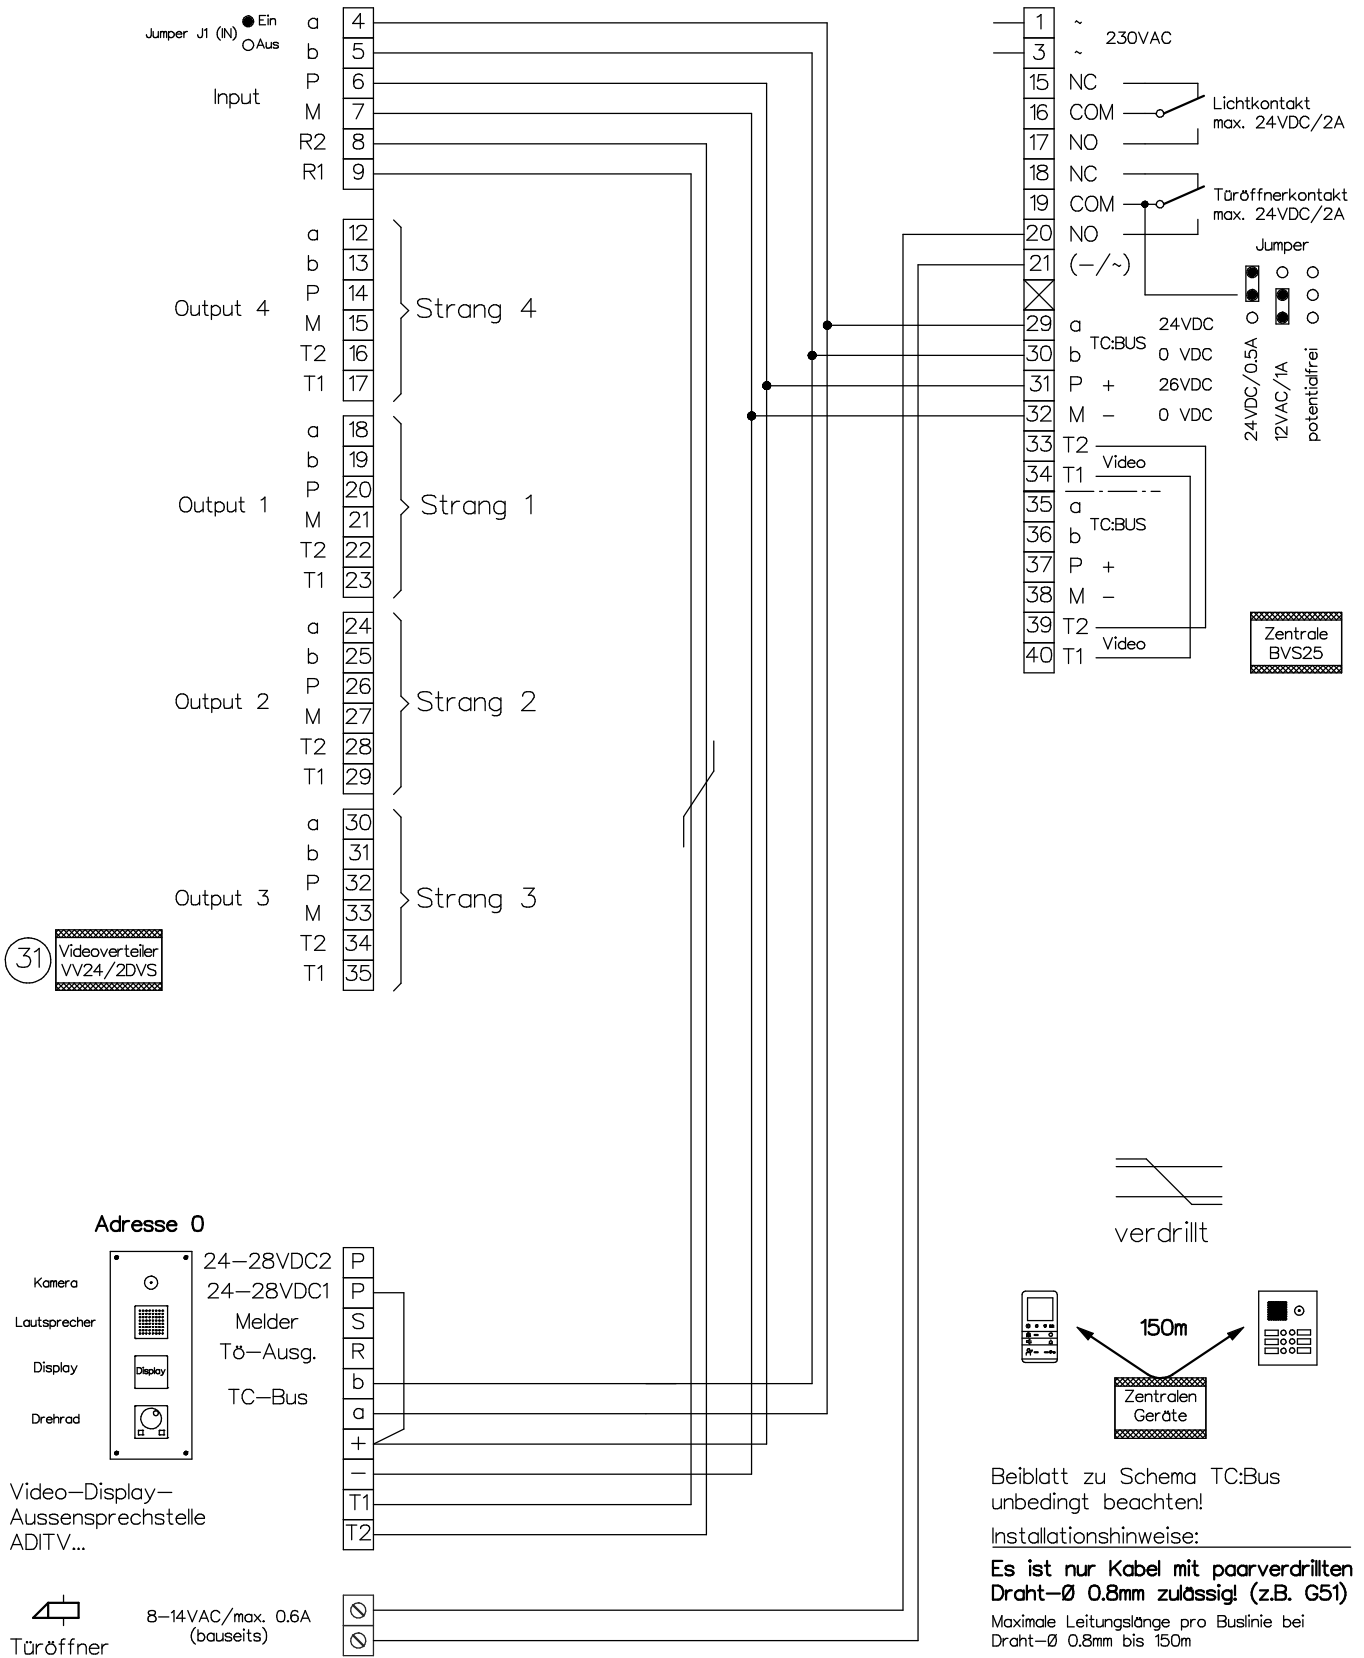 Jumper J1 (IN)
Ein
Aus
Input
a 4
b 5
P 6
M 7
R2 8
R1 9
Output 4
a 12
b 13
P 14
M 15
T2 16
T1 17
Strang 4
Output 1
a 18
b 19
P 20
M 21
T2 22
T1 23
Strang 1
Output 2
a 24
b 25
P 26
M 27
T2 28
T1 29
Strang 2
Output 3
a 30
b 31
P 32
M 33
T2 34
T1 35
Strang 3
31
Videoverteiler
VV24/2DVS
1 ~
3 ~
230VAC
15 NC
16 COM
17 NO
Lichtkontakt
max. 24VDC/2A
18 NC
19 COM
20 NO
21 (−/~)
Türöffnerkontakt
max. 24VDC/2A
Jumper
24VDC/0.5A
12VAC/1A
potentialfrei
29 a 24VDC
TC:BUS
30 b 0 VDC
31 P + 26VDC
32 M − 0 VDC
33 T2
Video
34 T1
35 a
TC:BUS
36 b
37 P +
38 M −
39 T2
Video
40 T1
Zentrale
BVS25
Adresse 0
Kamera
Lautsprecher
Display
Display
Drehrad
24−28VDC2 P
24−28VDC1 P
Melder S
Tö−Ausg. R
TC−Bus
b
a
+
−
T1
T2
Video−Display−
Aussensprechstelle
ADITV...
Türöffner
8−14VAC/max. 0.6A
(bauseits)
verdrillt
150m
Zentralen
Geräte
Beiblatt zu Schema TC:Bus
unbedingt beachten!
Installationshinweise:
Es ist nur Kabel mit paarverdrillten
Draht−Ø 0.8mm zulässig! (z.B. G51)
Maximale Leitungslänge pro Buslinie bei
Draht−Ø 0.8mm bis 150m